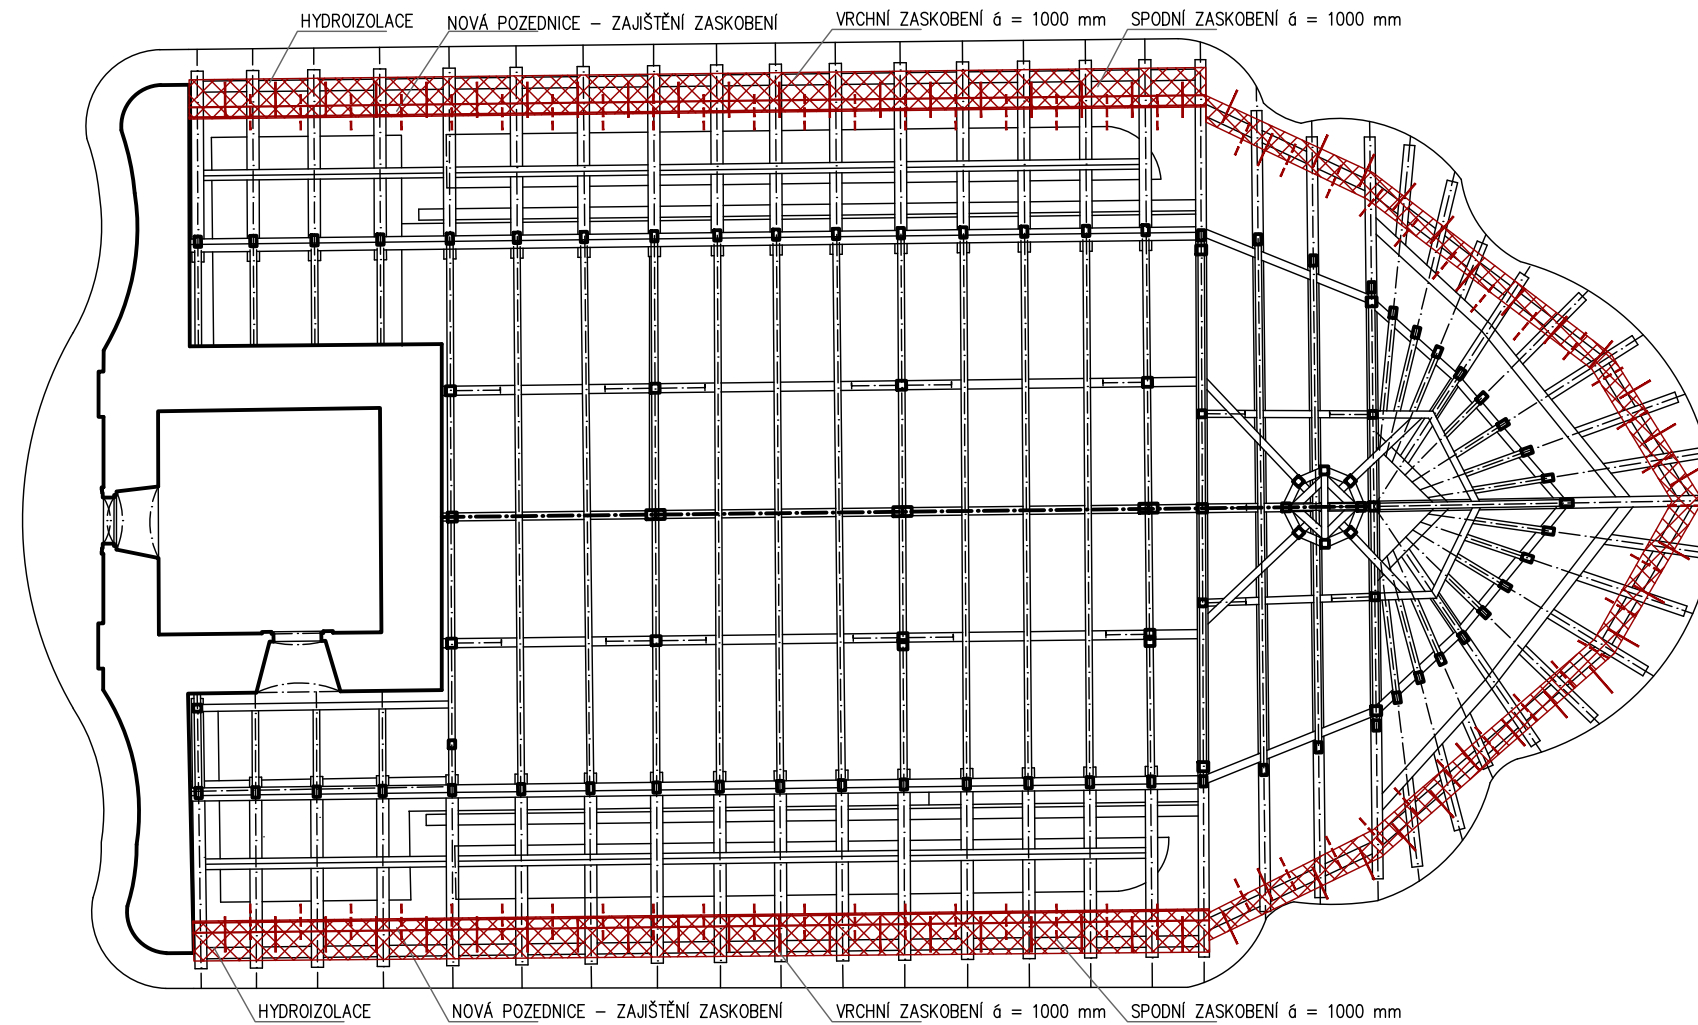 HYDROIZOLACE
NOVÁ POZEDNICE – ZAJIŠTĚNÍ ZASKOBENÍ
VRCHNÍ ZASKOBENÍ á = 1000 mm
SPODNÍ ZASKOBENÍ á = 1000 mm
HYDROIZOLACE
NOVÁ POZEDNICE – ZAJIŠTĚNÍ ZASKOBENÍ
VRCHNÍ ZASKOBENÍ á = 1000 mm
SPODNÍ ZASKOBENÍ á = 1000 mm